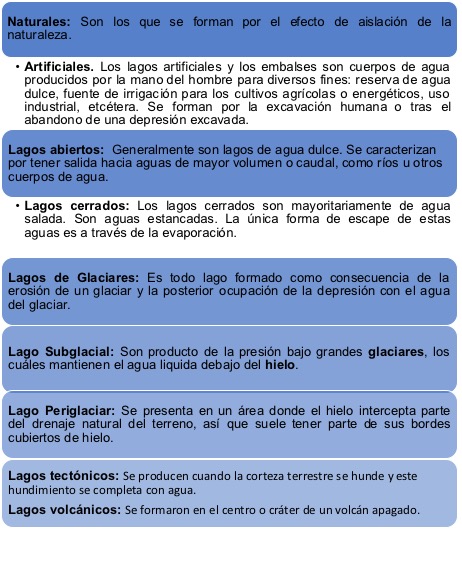 Naturales: Son los que se forman por el efecto de aislación de la
naturaleza.
• Artificiales. Los lagos artificiales y los embalses son cuerpos de agua
producidos por la mano del hombre para diversos fines: reserva de agua
dulce, fuente de irrigación para los cultivos agrícolas o energéticos, uso
industrial, etcétera. Se forman por la excavación humana o tras el
abandono de una depresión excavada.
Lagos abiertos: Generalmente son lagos de agua dulce. Se caracterizan
por tener salida hacia aguas de mayor volumen o caudal, como ríos u otros
cuerpos de agua.
• Lagos cerrados: Los lagos cerrados son mayoritariamente de agua
salada. Son aguas estancadas. La única forma de escape de estas
aguas es a través de la evaporación.
Lagos de Glaciares: Es todo lago formado como consecuencia de la
erosión de un glaciar y la posterior ocupación de la depresión con el agua
del glaciar.
Lago Subglacial: Son producto de la presión bajo grandes glaciares, los
cuáles mantienen el agua liquida debajo del hielo.
Lago Periglaciar: Se presenta en un área donde el hielo intercepta parte
del drenaje natural del terreno, así que suele tener parte de sus bordes
cubiertos de hielo.
Lagos tectónicos: Se producen cuando la corteza terrestre se hunde y este
hundimiento se completa con agua.
Lagos volcánicos: Se formaron en el centro o cráter de un volcán apagado.